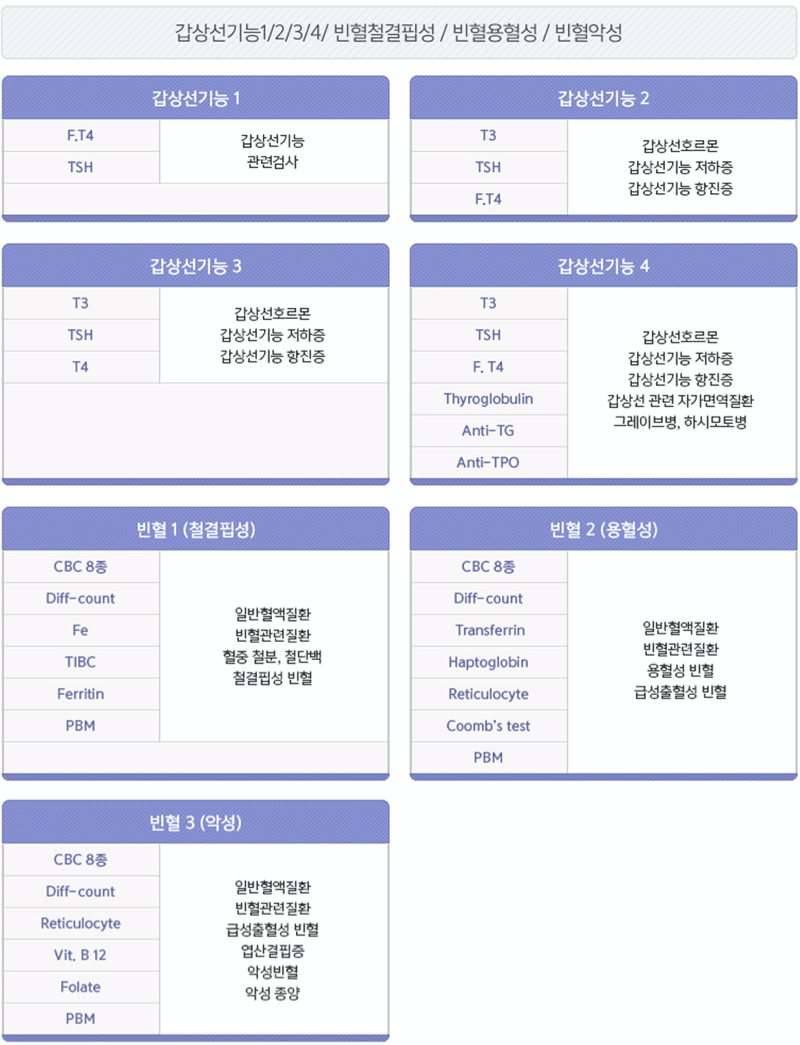 갑상선기능1/2/3/4/ 빈혈철결핍성 / 빈혈용혈성 / 빈혈악성
갑상선기능 1
F.T4
TSH
갑상선기능
관련검사
갑상선기능 2
T3
TSH
F.T4
갑상선호르몬
갑상선기능 저하증
갑상선기능 항진증
갑상선기능 3
T3
TSH
T4
갑상선호르몬
갑상선기능 저하증
갑상선기능 항진증
갑상선기능 4
T3
TSH
F. T4
Thyroglobulin
Anti-TG
Anti-TPO
갑상선호르몬
갑상선기능 저하증
갑상선기능 항진증
갑상선 관련 자가면역질환
그레이브병, 하시모토병
빈혈 1 (철결핍성)
CBC 8종
Diff-count
Fe
TIBC
Ferritin
PBM
일반혈액질환
빈혈관련질환
혈중 철분, 철단백
철결핍성 빈혈
빈혈 2 (용혈성)
CBC 8종
Diff-count
Transferrin
Haptoglobin
Reticulocyte
Coomb's test
PBM
일반혈액질환
빈혈관련질환
용혈성 빈혈
급성출혈성 빈혈
빈혈 3 (악성)
CBC 8종
Diff-count
Reticulocyte
Vit. B 12
Folate
PBM
일반혈액질환
빈혈관련질환
급성출혈성 빈혈
엽산결핍증
악성빈혈
악성 종양